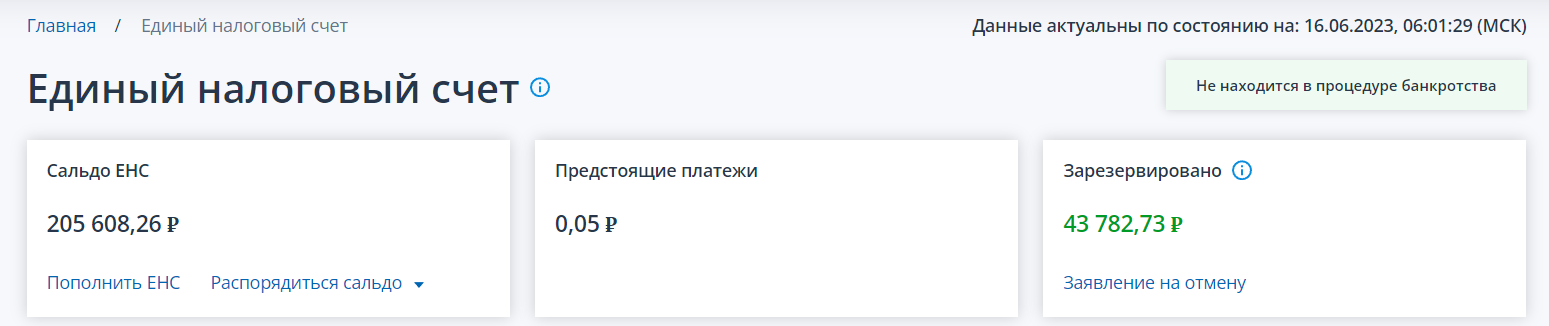 Главная / Единый налоговый счет
Данные актуальны по состоянию на: 16.06.2023, 06:01:29 (МСК)
Единый налоговый счет
Не находится в процедуре банкротства
Сальдо ЕНС
205 608,26 ₽
Пополнить ЕНС Распорядиться сальдо
Предстоящие платежи
0,05 ₽
Зарезервировано
43 782,73 ₽
Заявление на отмену